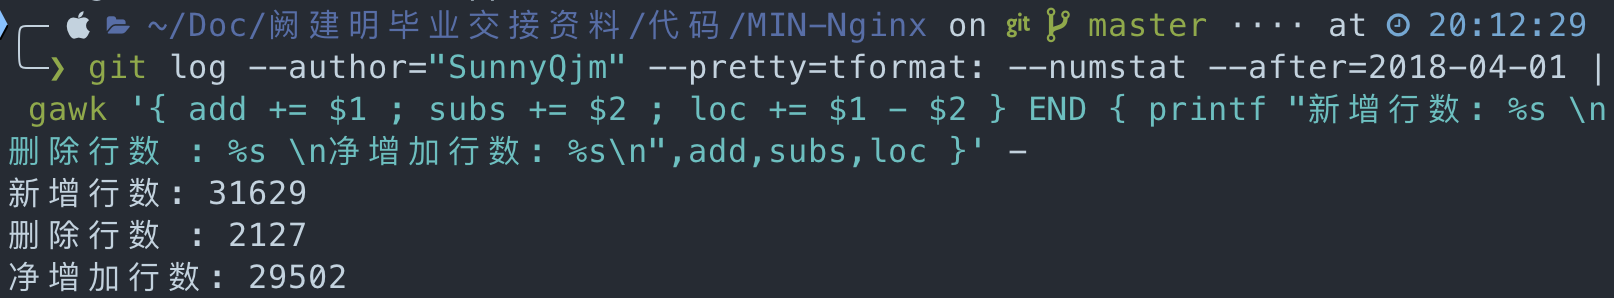 ~/Doc/阙建明毕业交接资料/代码/MIN-Nginx on git master ···· at 20:12:29
❯ git log --author="SunnyQjm" --pretty=tformat: --numstat --after=2018-04-01 |
gawk '{ add += $1 ; subs += $2 ; loc += $1 - $2 } END { printf "新增行数: %s \n
删除行数 : %s \n净增加行数: %s\n",add,subs,loc }' -
新增行数: 31629
删除行数 : 2127
净增加行数: 29502